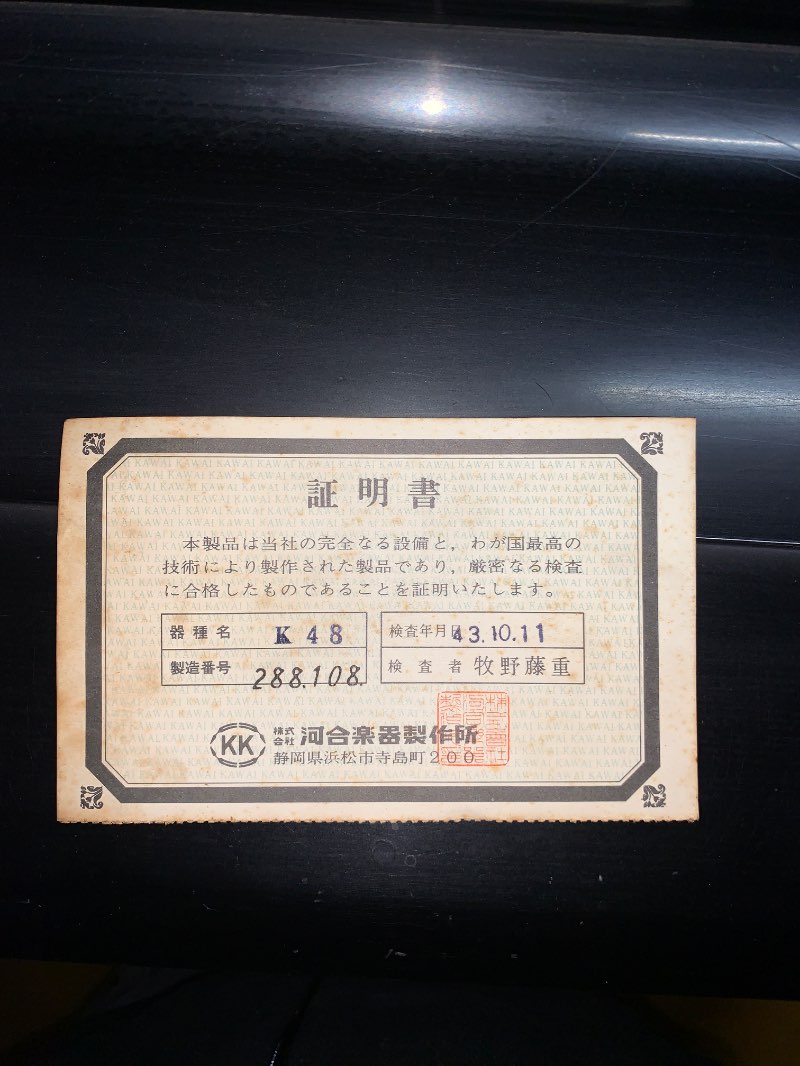 証明書
本製品は当社の完全なる設備と，わが国最高の
技術により製作された製品であり，厳密なる検査
に合格したものであることを証明いたします。
器種名 K48
製造番号 288.108.
検査年月日 43.10.11
検査者 牧野藤重
KK 株式会社 河合楽器製作所
静岡県浜松市寺島町200